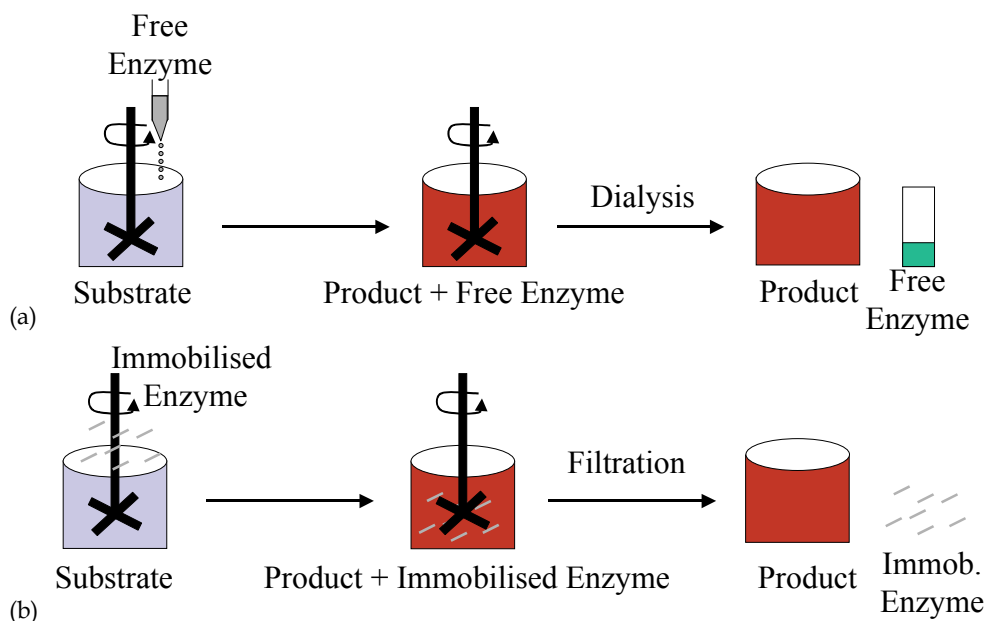 Free
Enzyme
Dialysis
Substrate
Product + Free Enzyme
Product
Free
Enzyme
(a)
Immobilised
Enzyme
Filtration
Substrate
Product + Immobilised Enzyme
Product
Immob.
Enzyme
(b)